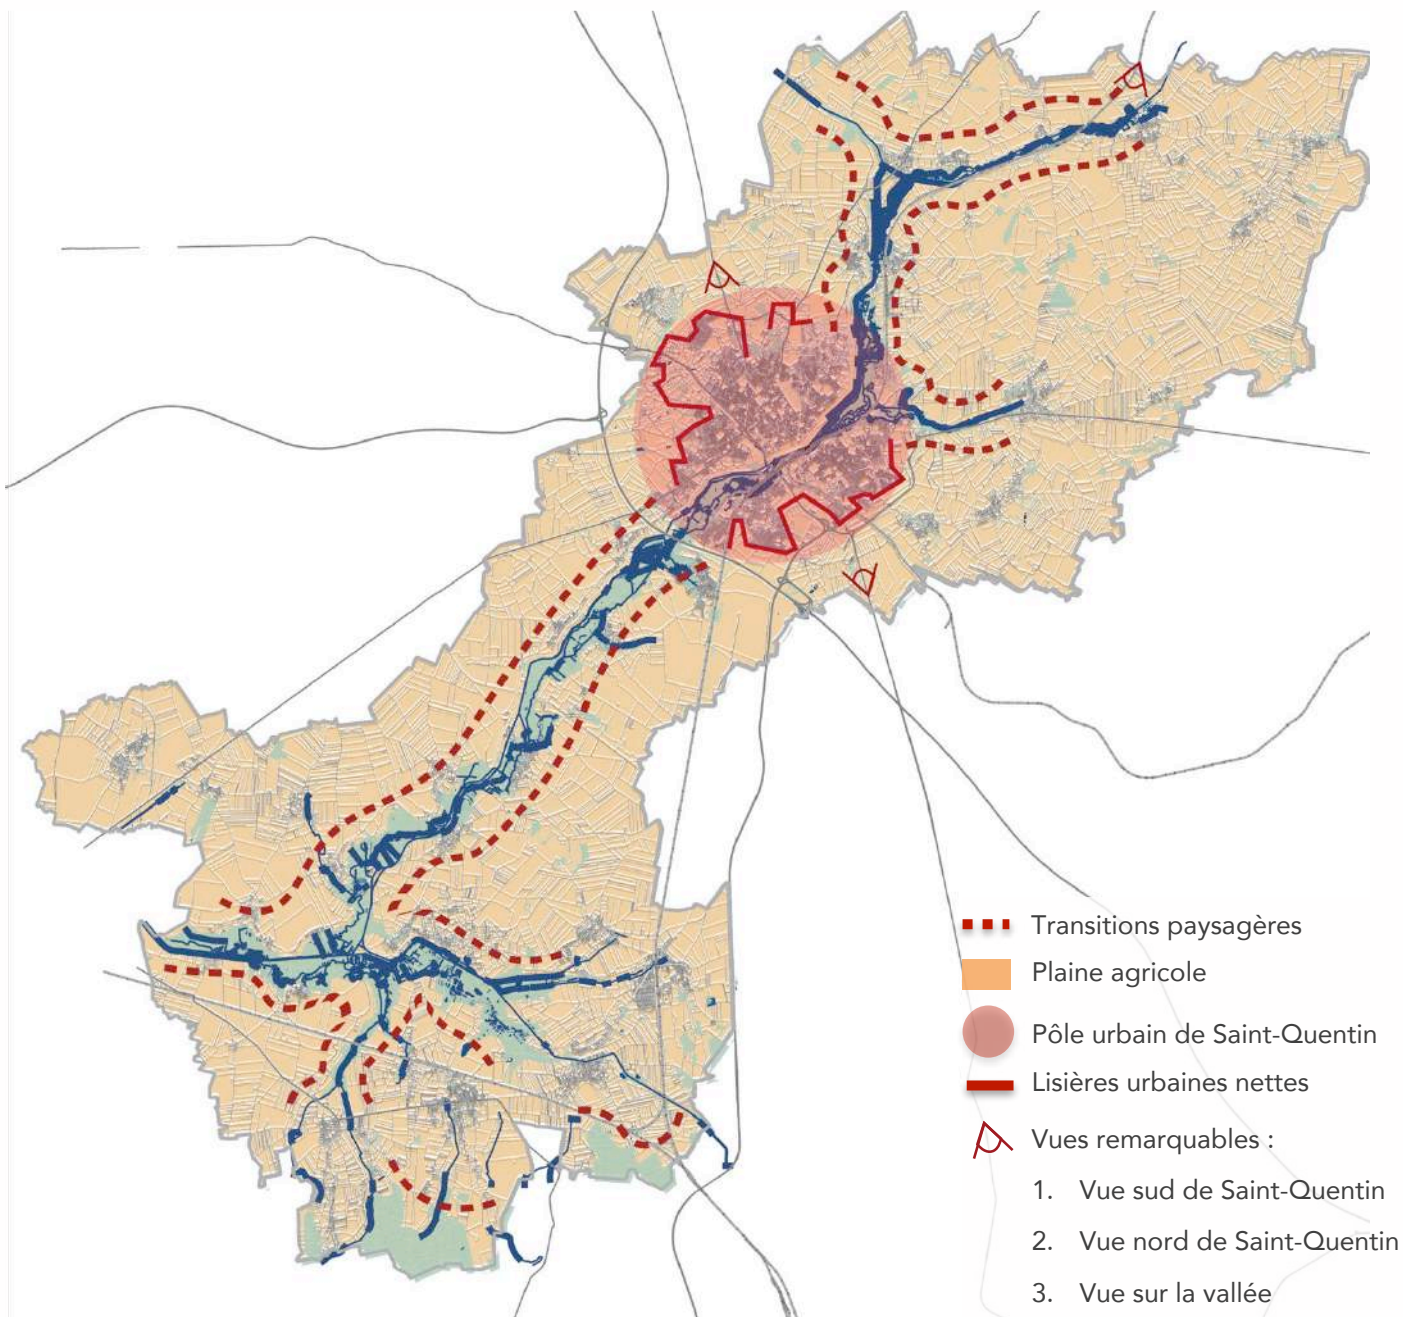 Transitions paysagères
Plaine agricole
Pôle urbain de Saint-Quentin
Lisières urbaines nettes
Vues remarquables :
1. Vue sud de Saint-Quentin
2. Vue nord de Saint-Quentin
3. Vue sur la vallée